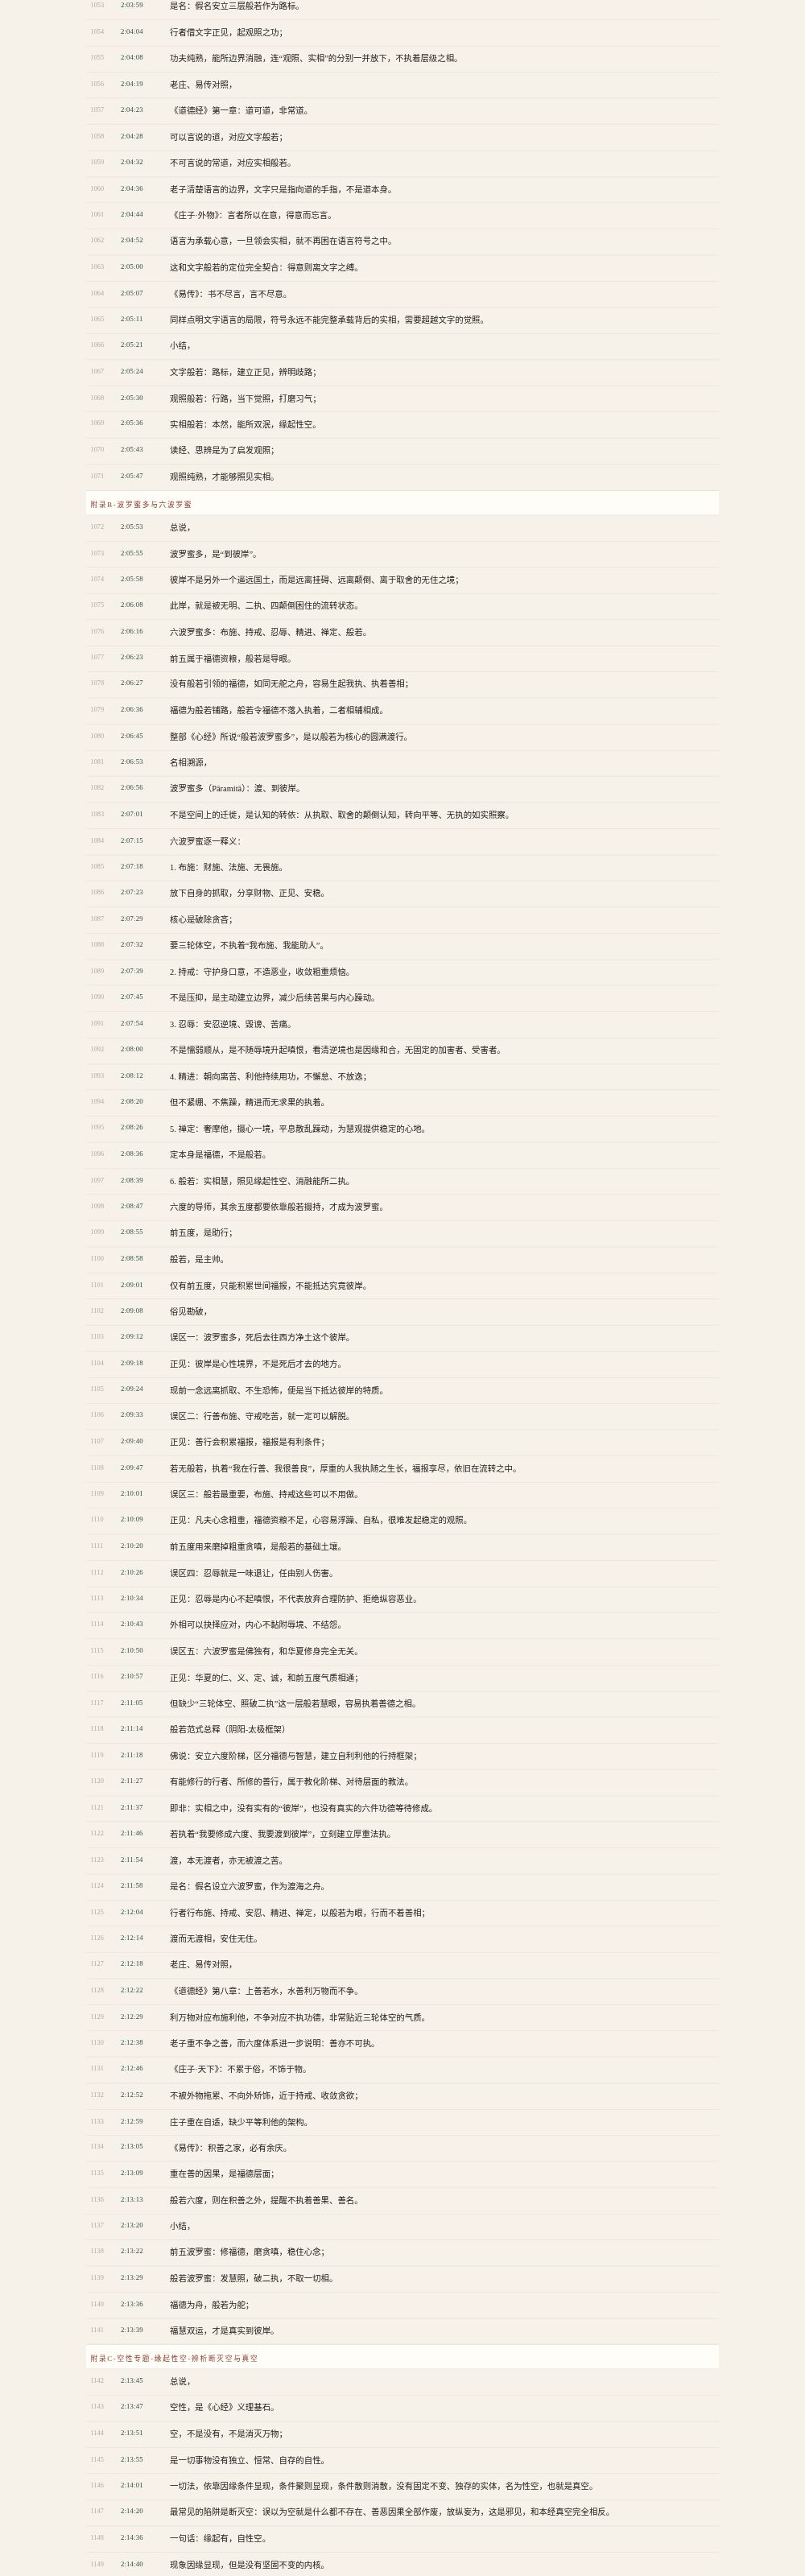 1053 2:03:59 是名：假名安立三层般若作为路标。
1054 2:04:04 行者借文字正见，起观照之功；
1055 2:04:08 功夫纯熟，能所边界消融，连“观照、实相”的分别一并放下，不执着层级之相。
1056 2:04:19 老庄、易传对照，
1057 2:04:23 《道德经》第一章：道可道，非常道。
1058 2:04:28 可以言说的道，对应文字般若；
1059 2:04:32 不可言说的常道，对应实相般若。
1060 2:04:36 老子清楚语言的边界，文字只是指向道的手指，不是道本身。
1061 2:04:44 《庄子·外物》：言者所以在意，得意而忘言。
1062 2:04:52 语言为承载心意，一旦领会实相，就不再困在语言符号之中。
1063 2:05:00 这和文字般若的定位完全契合：得意则离文字之缚。
1064 2:05:07 《易传》：书不尽言，言不尽意。
1065 2:05:11 同样点明文字语言的局限，符号永远不能完整承载背后的实相，需要超越文字的觉照。
1066 2:05:21 小结，
1067 2:05:24 文字般若：路标，建立正见，辨明歧路；
1068 2:05:30 观照般若：行路，当下觉照，打磨习气；
1069 2:05:36 实相般若：本然，能所双泯，缘起性空。
1070 2:05:43 读经、思辨是为了启发观照；
1071 2:05:47 观照纯熟，才能够照见实相。
附录B-波罗蜜多与六波罗蜜
1072 2:05:53 总说，
1073 2:05:55 波罗蜜多，是“到彼岸”。
1074 2:05:58 彼岸不是另外一个遥远国土，而是远离挂碍、远离颠倒、离于取舍的无住之境；
1075 2:06:08 此岸，就是被无明、二执、四颠倒困住的流转状态。
1076 2:06:16 六波罗蜜多：布施、持戒、忍辱、精进、禅定、般若。
1077 2:06:23 前五属于福德资粮，般若是导眼。
1078 2:06:27 没有般若引领的福德，如同无舵之舟，容易生起我执、执着善相；
1079 2:06:36 福德为般若铺路，般若令福德不落入执着，二者相辅相成。
1080 2:06:45 整部《心经》所说“般若波罗蜜多”，是以般若为核心的圆满渡行。
1081 2:06:53 名相溯源，
1082 2:06:56 波罗蜜多（Pāramitā）：渡、到彼岸。
1083 2:07:01 不是空间上的迁徙，是认知的转依：从执取、取舍的颠倒认知，转向平等、无执的如实照察。
1084 2:07:15 六波罗蜜逐一释义：
1085 2:07:18 1. 布施：财施、法施、无畏施。
1086 2:07:23 放下自身的抓取，分享财物、正见、安稳。
1087 2:07:29 核心是破除贪吝；
1088 2:07:32 要三轮体空，不执着“我布施、我能助人”。
1089 2:07:39 2. 持戒：守护身口意，不造恶业，收敛粗重烦恼。
1090 2:07:45 不是压抑，是主动建立边界，减少后续苦果与内心躁动。
1091 2:07:54 3. 忍辱：安忍逆境、毁谤、苦痛。
1092 2:08:00 不是懦弱顺从，是不随辱境升起嗔恨，看清逆境也是因缘和合，无固定的加害者、受害者。
1093 2:08:12 4. 精进：朝向离苦、利他持续用功，不懈怠、不放逸；
1094 2:08:20 但不紧绷、不焦躁，精进而无求果的执着。
1095 2:08:26 5. 禅定：奢摩他，摄心一境，平息散乱躁动，为慧观提供稳定的心地。
1096 2:08:36 定本身是福德，不是般若。
1097 2:08:39 6. 般若：实相慧，照见缘起性空、消融能所二执。
1098 2:08:47 六度的导师，其余五度都要依靠般若摄持，才成为波罗蜜。
1099 2:08:55 前五度，是助行；
1100 2:08:58 般若，是主帅。
1101 2:09:01 仅有前五度，只能积累世间福报，不能抵达究竟彼岸。
1102 2:09:08 俗见勘破，
1103 2:09:12 误区一：波罗蜜多，死后去往西方净土这个彼岸。
1104 2:09:18 正见：彼岸是心性境界，不是死后才去的地方。
1105 2:09:24 现前一念远离抓取、不生恐怖，便是当下抵达彼岸的特质。
1106 2:09:33 误区二：行善布施、守戒吃苦，就一定可以解脱。
1107 2:09:40 正见：善行会积累福报，福报是有利条件；
1108 2:09:47 若无般若，执着“我在行善、我很善良”，厚重的人我执随之生长，福报享尽，依旧在流转之中。
1109 2:10:01 误区三：般若最重要，布施、持戒这些可以不用做。
1110 2:10:09 正见：凡夫心念粗重，福德资粮不足，心容易浮躁、自私，很难发起稳定的观照。
1111 2:10:20 前五度用来磨掉粗重贪嗔，是般若的基础土壤。
1112 2:10:26 误区四：忍辱就是一味退让，任由别人伤害。
1113 2:10:34 正见：忍辱是内心不起嗔恨，不代表放弃合理防护、拒绝纵容恶业。
1114 2:10:43 外相可以抉择应对，内心不黏附辱境、不结怨。
1115 2:10:50 误区五：六波罗蜜是佛独有，和华夏修身完全无关。
1116 2:10:57 正见：华夏的仁、义、定、诚，和前五度气质相通；
1117 2:11:05 但缺少“三轮体空、照破二执”这一层般若慧眼，容易执着善德之相。
1118 2:11:14 般若范式总释（阴阳-太极框架）
1119 2:11:18 佛说：安立六度阶梯，区分福德与智慧，建立自利利他的行持框架；
1120 2:11:27 有能修行的行者、所修的善行，属于教化阶梯、对待层面的教法。
1121 2:11:37 即非：实相之中，没有实有的“彼岸”，也没有真实的六件功德等待修成。
1122 2:11:46 若执着“我要修成六度、我要渡到彼岸”，立刻建立厚重法执。
1123 2:11:54 渡，本无渡者，亦无被渡之苦。
1124 2:11:58 是名：假名设立六波罗蜜，作为渡海之舟。
1125 2:12:04 行者行布施、持戒、安忍、精进、禅定，以般若为眼，行而不着善相；
1126 2:12:14 渡而无渡相，安住无住。
1127 2:12:18 老庄、易传对照，
1128 2:12:22 《道德经》第八章：上善若水，水善利万物而不争。
1129 2:12:29 利万物对应布施利他，不争对应不执功德，非常贴近三轮体空的气质。
1130 2:12:38 老子重不争之善，而六度体系进一步说明：善亦不可执。
1131 2:12:46 《庄子·天下》：不累于俗，不饰于物。
1132 2:12:52 不被外物拖累、不向外矫饰，近于持戒、收敛贪欲；
1133 2:12:59 庄子重在自适，缺少平等利他的架构。
1134 2:13:05 《易传》：积善之家，必有余庆。
1135 2:13:09 重在善的因果，是福德层面；
1136 2:13:13 般若六度，则在积善之外，提醒不执着善果、善名。
1137 2:13:20 小结，
1138 2:13:22 前五波罗蜜：修福德，磨贪嗔，稳住心念；
1139 2:13:29 般若波罗蜜：发慧照，破二执，不取一切相。
1140 2:13:36 福德为舟，般若为舵；
1141 2:13:39 福慧双运，才是真实到彼岸。
附录C-空性专题-缘起性空-辨析断灭空与真空
1142 2:13:45 总说，
1143 2:13:47 空性，是《心经》义理基石。
1144 2:13:51 空，不是没有，不是消灭万物；
1145 2:13:55 是一切事物没有独立、恒常、自存的自性。
1146 2:14:01 一切法，依靠因缘条件显现，条件聚则显现，条件散则消散，没有固定不变、独存的实体，名为性空，也就是真空。
1147 2:14:20 最常见的陷阱是断灭空：误以为空就是什么都不存在、善恶因果全部作废，放纵妄为，这是邪见，和本经真空完全相反。
1148 2:14:36 一句话：缘起有，自性空。
1149 2:14:40 现象因缘显现，但是没有坚固不变的内核。